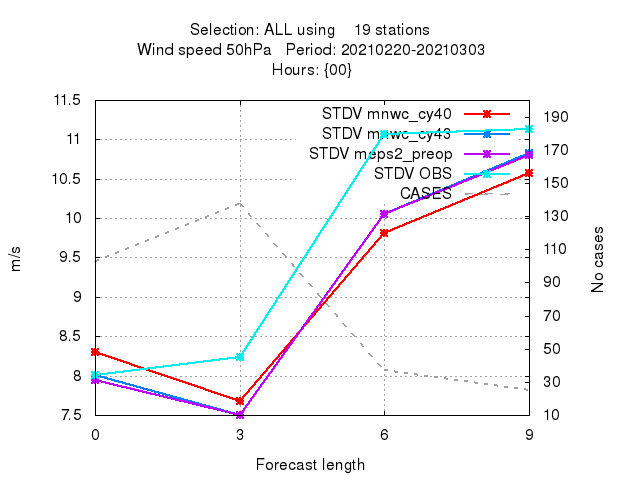 Selection: ALL using    19 stations
Wind speed 50hPa   Period: 20210220-20210303
Hours: {00}
STDV mnwc_cy40
STDV mnwc_cy43
STDV meps2_preop
STDV OBS
CASES
11.5
11
10.5
10
9.5
9
8.5
8
7.5
m/s
190
170
150
130
110
90
70
50
30
10
No cases
0 3 6 9
Forecast length